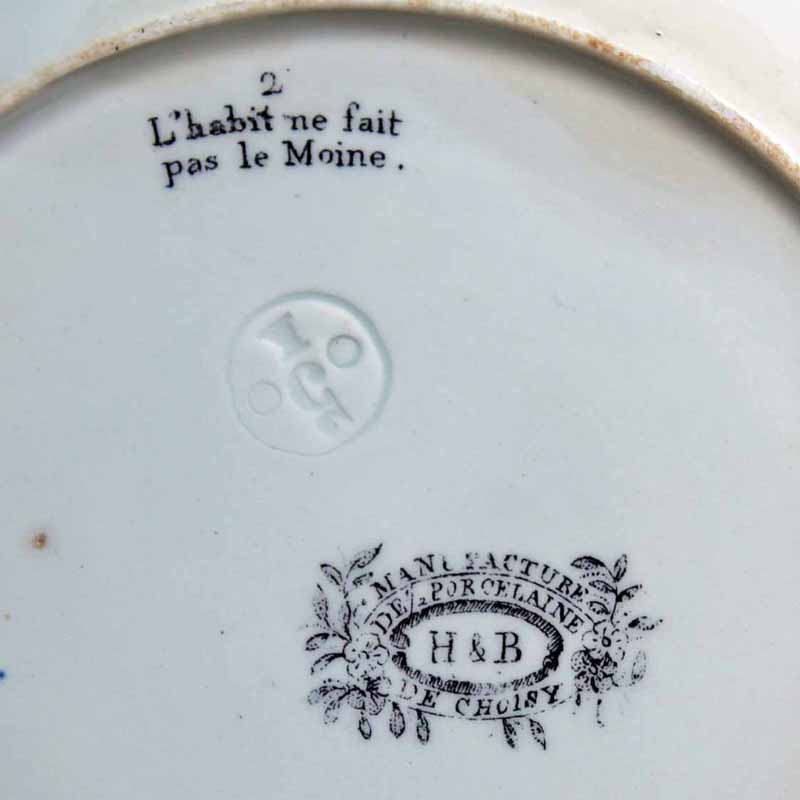 2
L'habit ne fait
pas le Moine.
MANUFACTURE
DE PORCELAINE
H & B
DE CHOISY